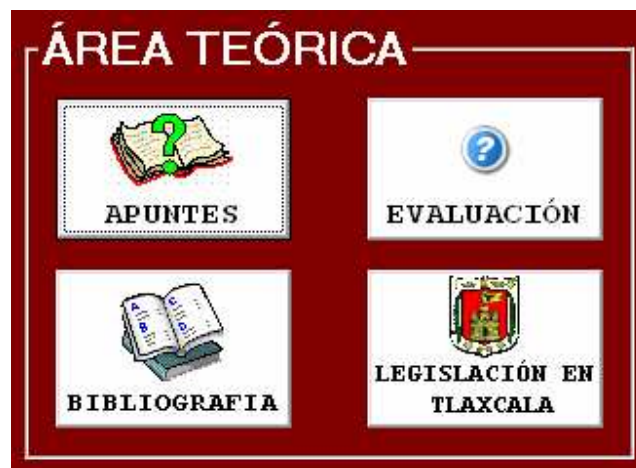 ÁREA TEÓRICA
APUNTES
EVALUACIÓN
BIBLIOGRAFIA
LEGISLACIÓN EN
TLAXCALA